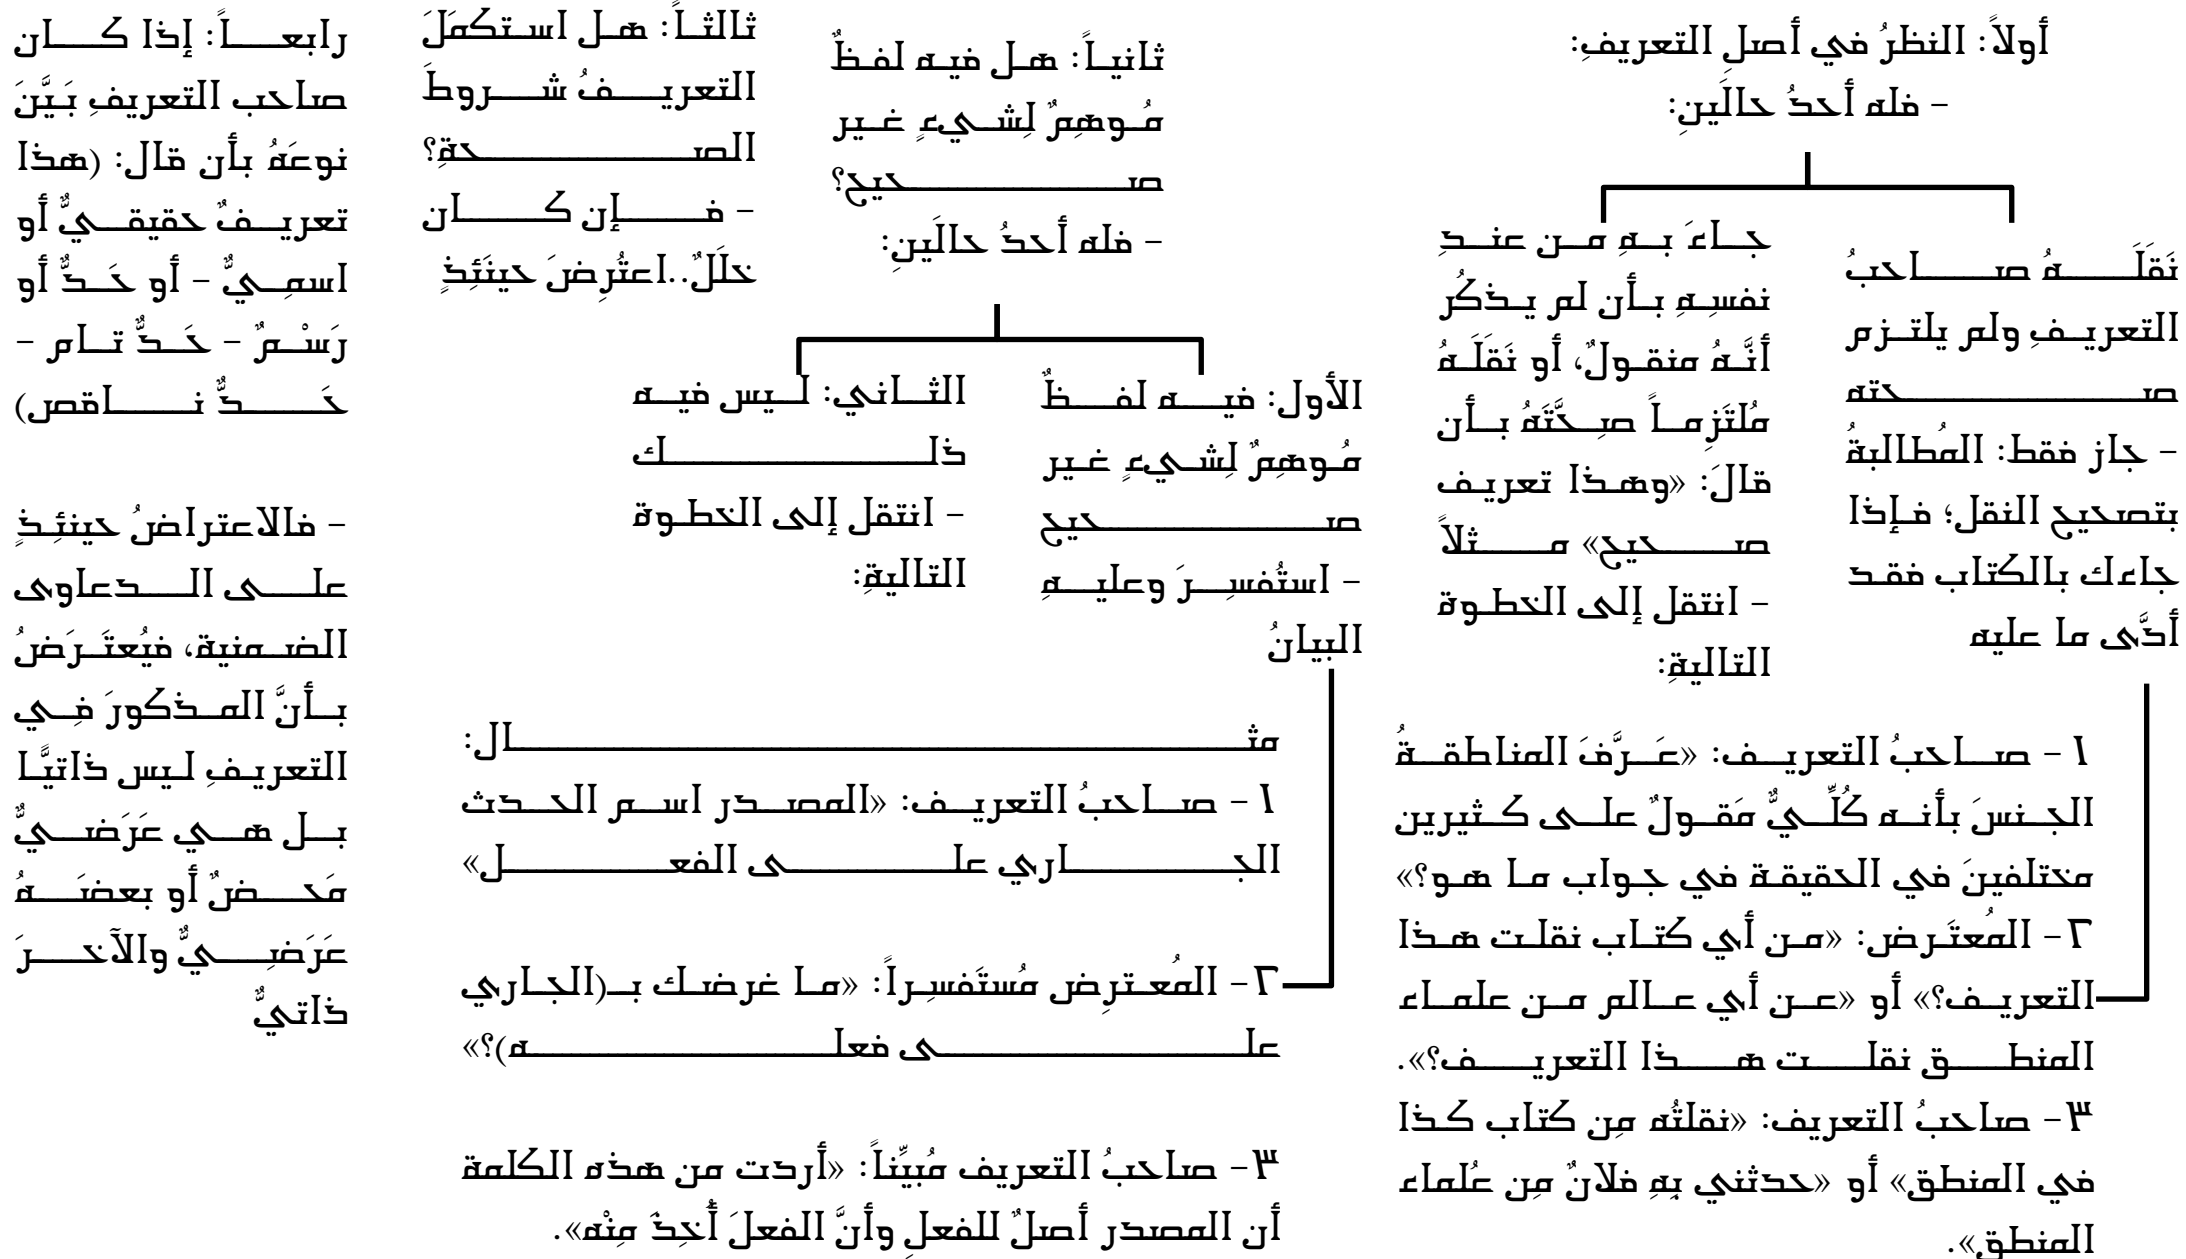 أولاً: النظرُ في أصلِ التعريفِ:
- فله أحدُ حالَينِ:
نَقَلَهُ صاحبُ
التعريفِ ولم يلتزم
صحته
- جاز فقط: المُطالبةُ
بتصحيح النقل؛ فإذا
جاءك بالكتاب فقد
أدَّى ما عليه
جاءَ بهِ من عندِ
نفسِهِ بأن لم يذكُر
أنَّهُ منقولٌ، أو نَقَلَهُ
مُلتَزِماً صِحَّتَهُ بأن
قالَ: «وهذا تعريف
صحيح» مثلاً
- انتقل إلى الخطوة
التاليةِ:
١ - صاحبُ التعريف: «عَرَّفَ المناطقةُ
الجنسَ بأنه كُلِّيٌّ مَقولٌ على كثيرين
مختلفينَ في الحقيقة في جواب ما هو؟»
٢- المُعتَرِض: «من أي كتاب نقلت هذا
التعريف؟» أو «عن أي عالم من علماء
المنطق نقلت هذا التعريف؟».
٣- صاحبُ التعريف: «نقلتُه مِن كتاب كذا
في المنطق» أو «حدثني بِهِ فلانٌ مِن عُلماء
المنطق».
ثانياً: هل فيه لفظٌ
مُوهِمٌ لِشيءٍ غير
صحيح؟
- فله أحدُ حالَينِ:
الأول: فيه لفظٌ
مُوهِمٌ لِشيءٍ غير
صحيح
- استُفسِرَ وعليهِ
البيانُ
الثاني: ليس فيه
ذلك
- انتقل إلى الخطوة
التاليةِ:
مثال:
١ - صاحبُ التعريف: «المصدر اسم الحدث
الجاري على الفعل»
٢- المُعترِض مُستَفسِراً: «ما غرضك بـ(الجاري
على فعله)؟»
٣- صاحبُ التعريف مُبيِّناً: «أردت من هذه الكلمة
أن المصدر أصلٌ للفعلِ وأنَّ الفعلَ أُخِذَ مِنْه».
ثالثاً: هل استكمَلَ
التعريفُ شروطَ
الصحةِ؟
- فإن كان
خلَلٌ..اعتُرِضَ حينَئِذٍ
رابعاً: إذا كان
صاحب التعريفِ بَيَّنَ
نوعَهُ بأن قال: (هذا
تعريفٌ حقيقيٌّ أو
اسمِيٌّ - أو حَدٌّ أو
رَسْمٌ - حَدٌّ تام -
حَدٌّ ناقص)
- فالاعتراضُ حينئِذٍ
على الدعاوى
الضمنية، فيُعتَرَضُ
بأنَّ المذكورَ فِي
التعريفِ ليس ذاتيًّا
بل هي عَرَضيٌّ
مَحضٌ أو بعضَهُ
عَرَضِيٌّ والآخرَ
ذاتيٌّ